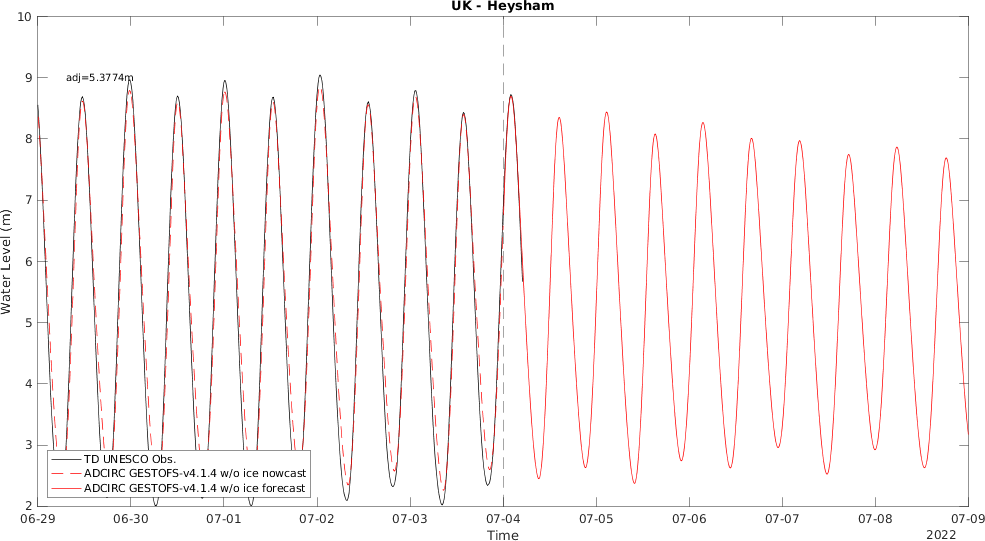 UK - Heysham
10
9
8
7
6
5
4
3
2
Water Level (m)
adj=5.3774m
TD UNESCO Obs.
ADCIRC GESTOFS-v4.1.4 w/o ice nowcast
ADCIRC GESTOFS-v4.1.4 w/o ice forecast
06-29 06-30 07-01 07-02 07-03 07-04 07-05 07-06 07-07 07-08 07-09
Time
2022